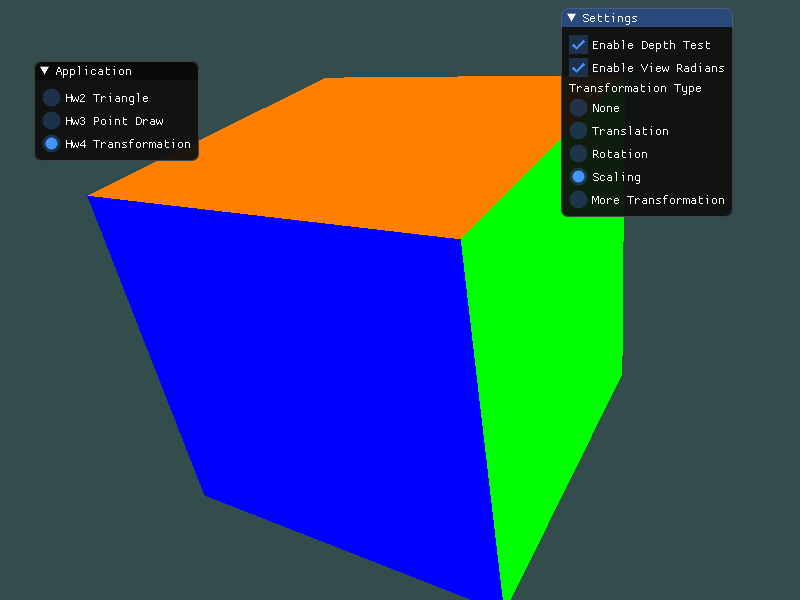 Application
Hw2 Triangle
Hw3 Point Draw
Hw4 Transformation
Settings
Enable Depth Test
Enable View Radians
Transformation Type
None
Translation
Rotation
Scaling
More Transformation